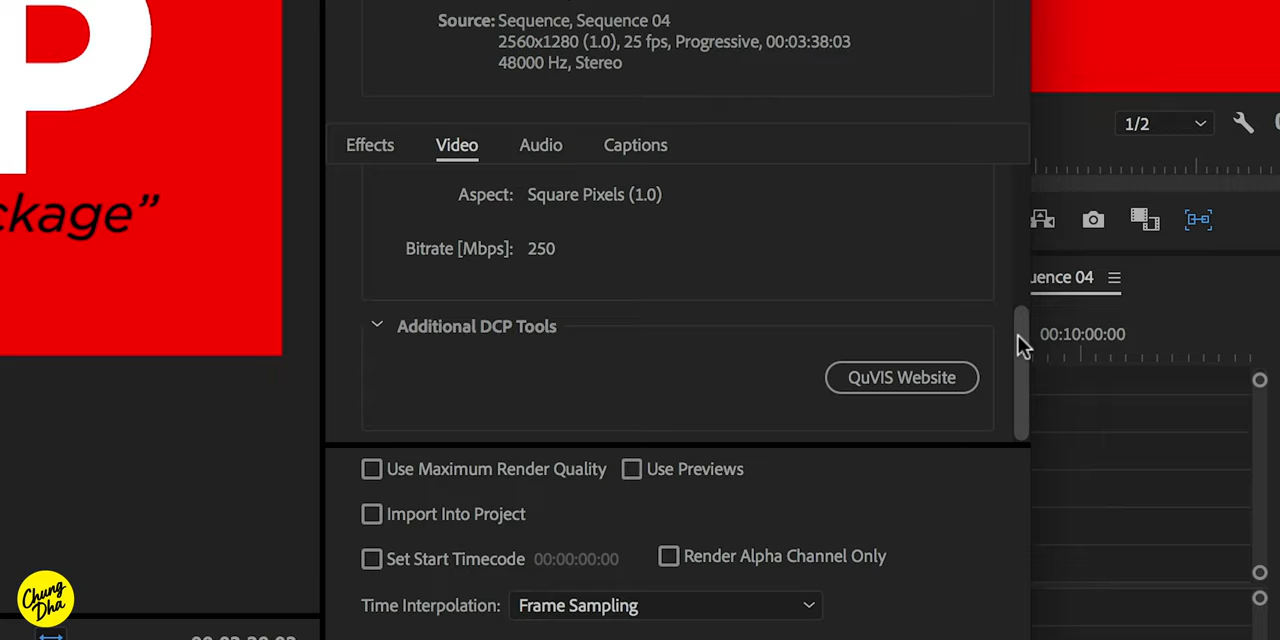 P
ckage”
Source: Sequence, Sequence 04
2560x1280 (1.0), 25 fps, Progressive, 00:03:38:03
48000 Hz, Stereo
Effects Video Audio Captions
Aspect: Square Pixels (1.0)
Bitrate [Mbps]: 250
Additional DCP Tools
QuVIS Website
Use Maximum Render Quality Use Previews
Import Into Project
Set Start Timecode 00:00:00:00 Render Alpha Channel Only
Time Interpolation: Frame Sampling
1/2
uence 04
00:10:00:00
Chung
Dha